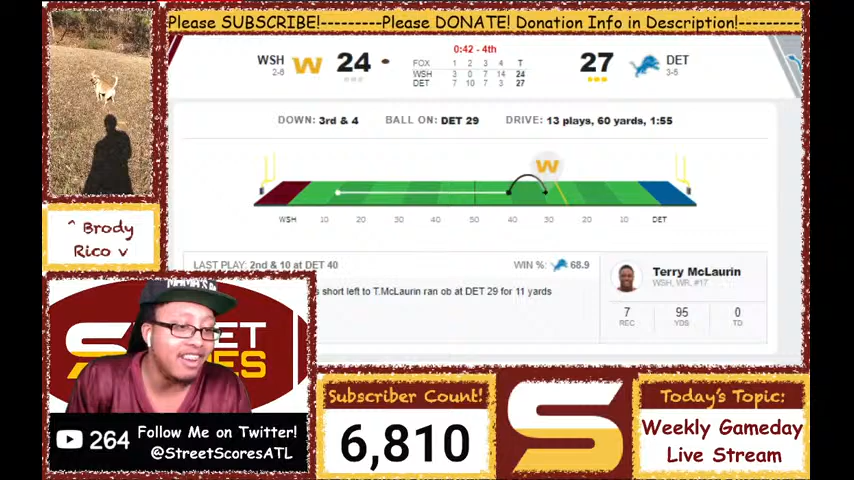 Please SUBSCRIBE!---------Please DONATE! Donation Info in Description!---------
WSH
2-6
24
0:42 - 4th
FOX 1 2 3 4 T
WSH 3 0 7 14 24
DET 7 10 7 3 27
27
DET
3-5
DOWN: 3rd & 4 BALL ON: DET 29 DRIVE: 13 plays, 60 yards, 1:55
W
WSH 10 20 30 40 50 40 30 20 10 DET
^ Brody
Rico v
LAST PLAY: 2nd & 10 at DET 40
WIN %: 68.9
s short left to T.McLaurin ran ob at DET 29 for 11 yards
Terry McLaurin
WSH, WR, #17
7 95 0
REC YDS TD
264
Follow Me on Twitter!
@StreetScoresATL
Subscriber Count!
6,810
S
Today's Topic:
Weekly Gameday
Live Stream